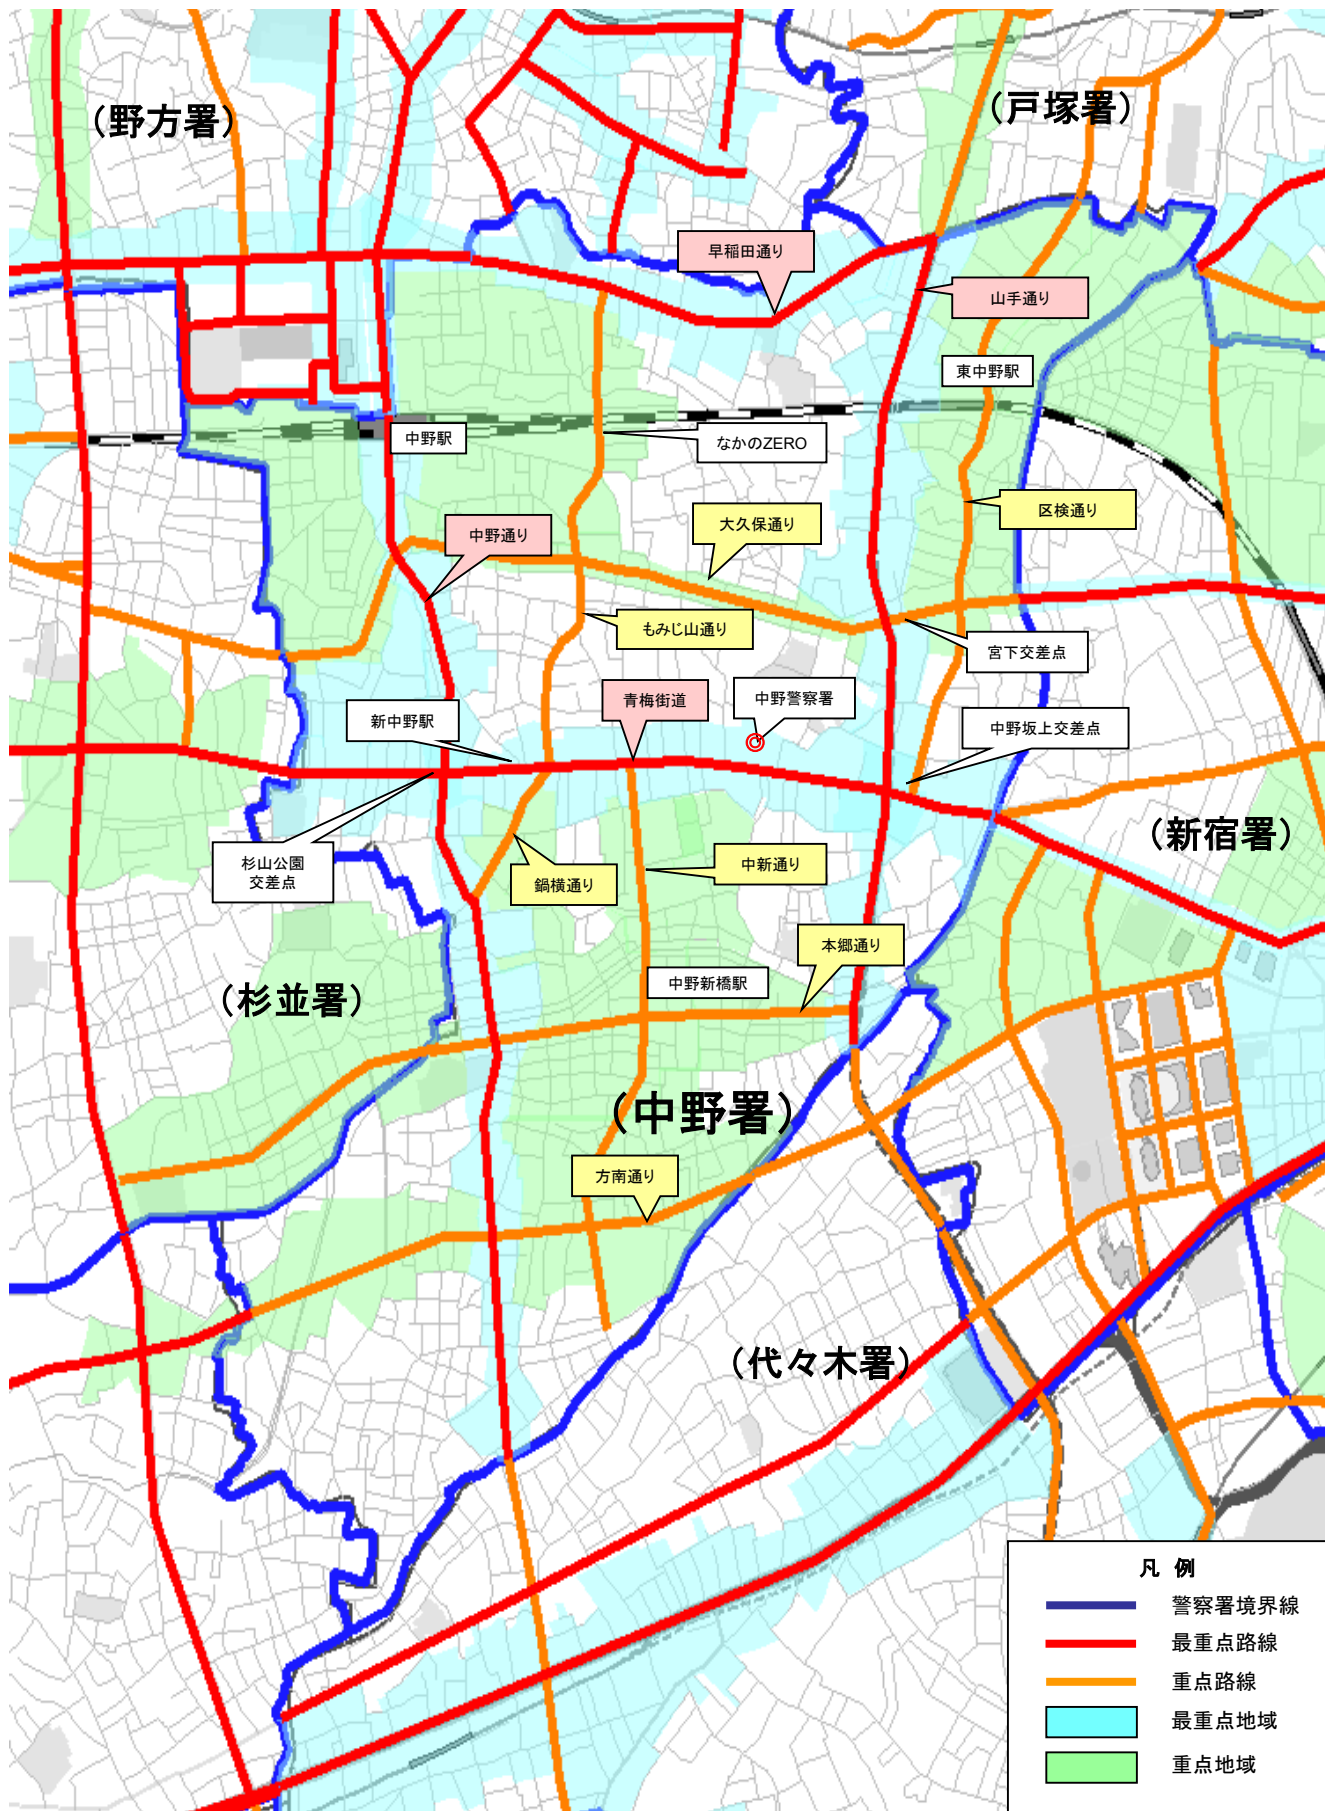 （野方署）
（戸塚署）
早稲田通り
山手通り
東中野駅
中野駅
なかのZERO
区検通り
大久保通り
中野通り
もみじ山通り
宮下交差点
青梅街道
中野警察署
新中野駅
中野坂上交差点
（新宿署）
杉山公園
交差点
鍋横通り
中新通り
本郷通り
中野新橋駅
（杉並署）
（中野署）
方南通り
（代々木署）
凡 例
警察署境界線
最重点路線
重点路線
最重点地域
重点地域